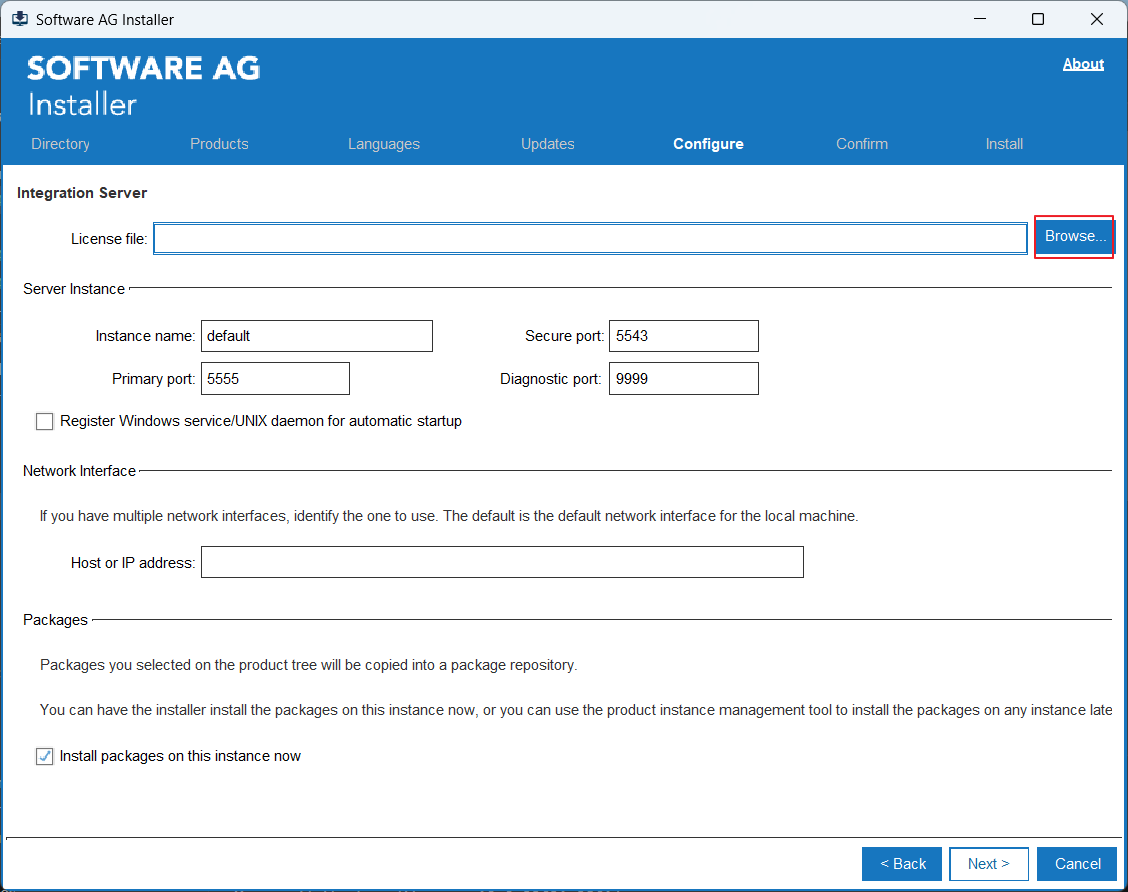 Software AG Installer
SOFTWARE AG
Installer
About
Directory Products Languages Updates Configure Confirm Install
Integration Server
License file: Browse...
Server Instance
Instance name: default Secure port: 5543
Primary port: 5555 Diagnostic port: 9999
Register Windows service/UNIX daemon for automatic startup
Network Interface
If you have multiple network interfaces, identify the one to use. The default is the default network interface for the local machine.
Host or IP address:
Packages
Packages you selected on the product tree will be copied into a package repository.
You can have the installer install the packages on this instance now, or you can use the product instance management tool to install the packages on any instance late
Install packages on this instance now
< Back Next > Cancel